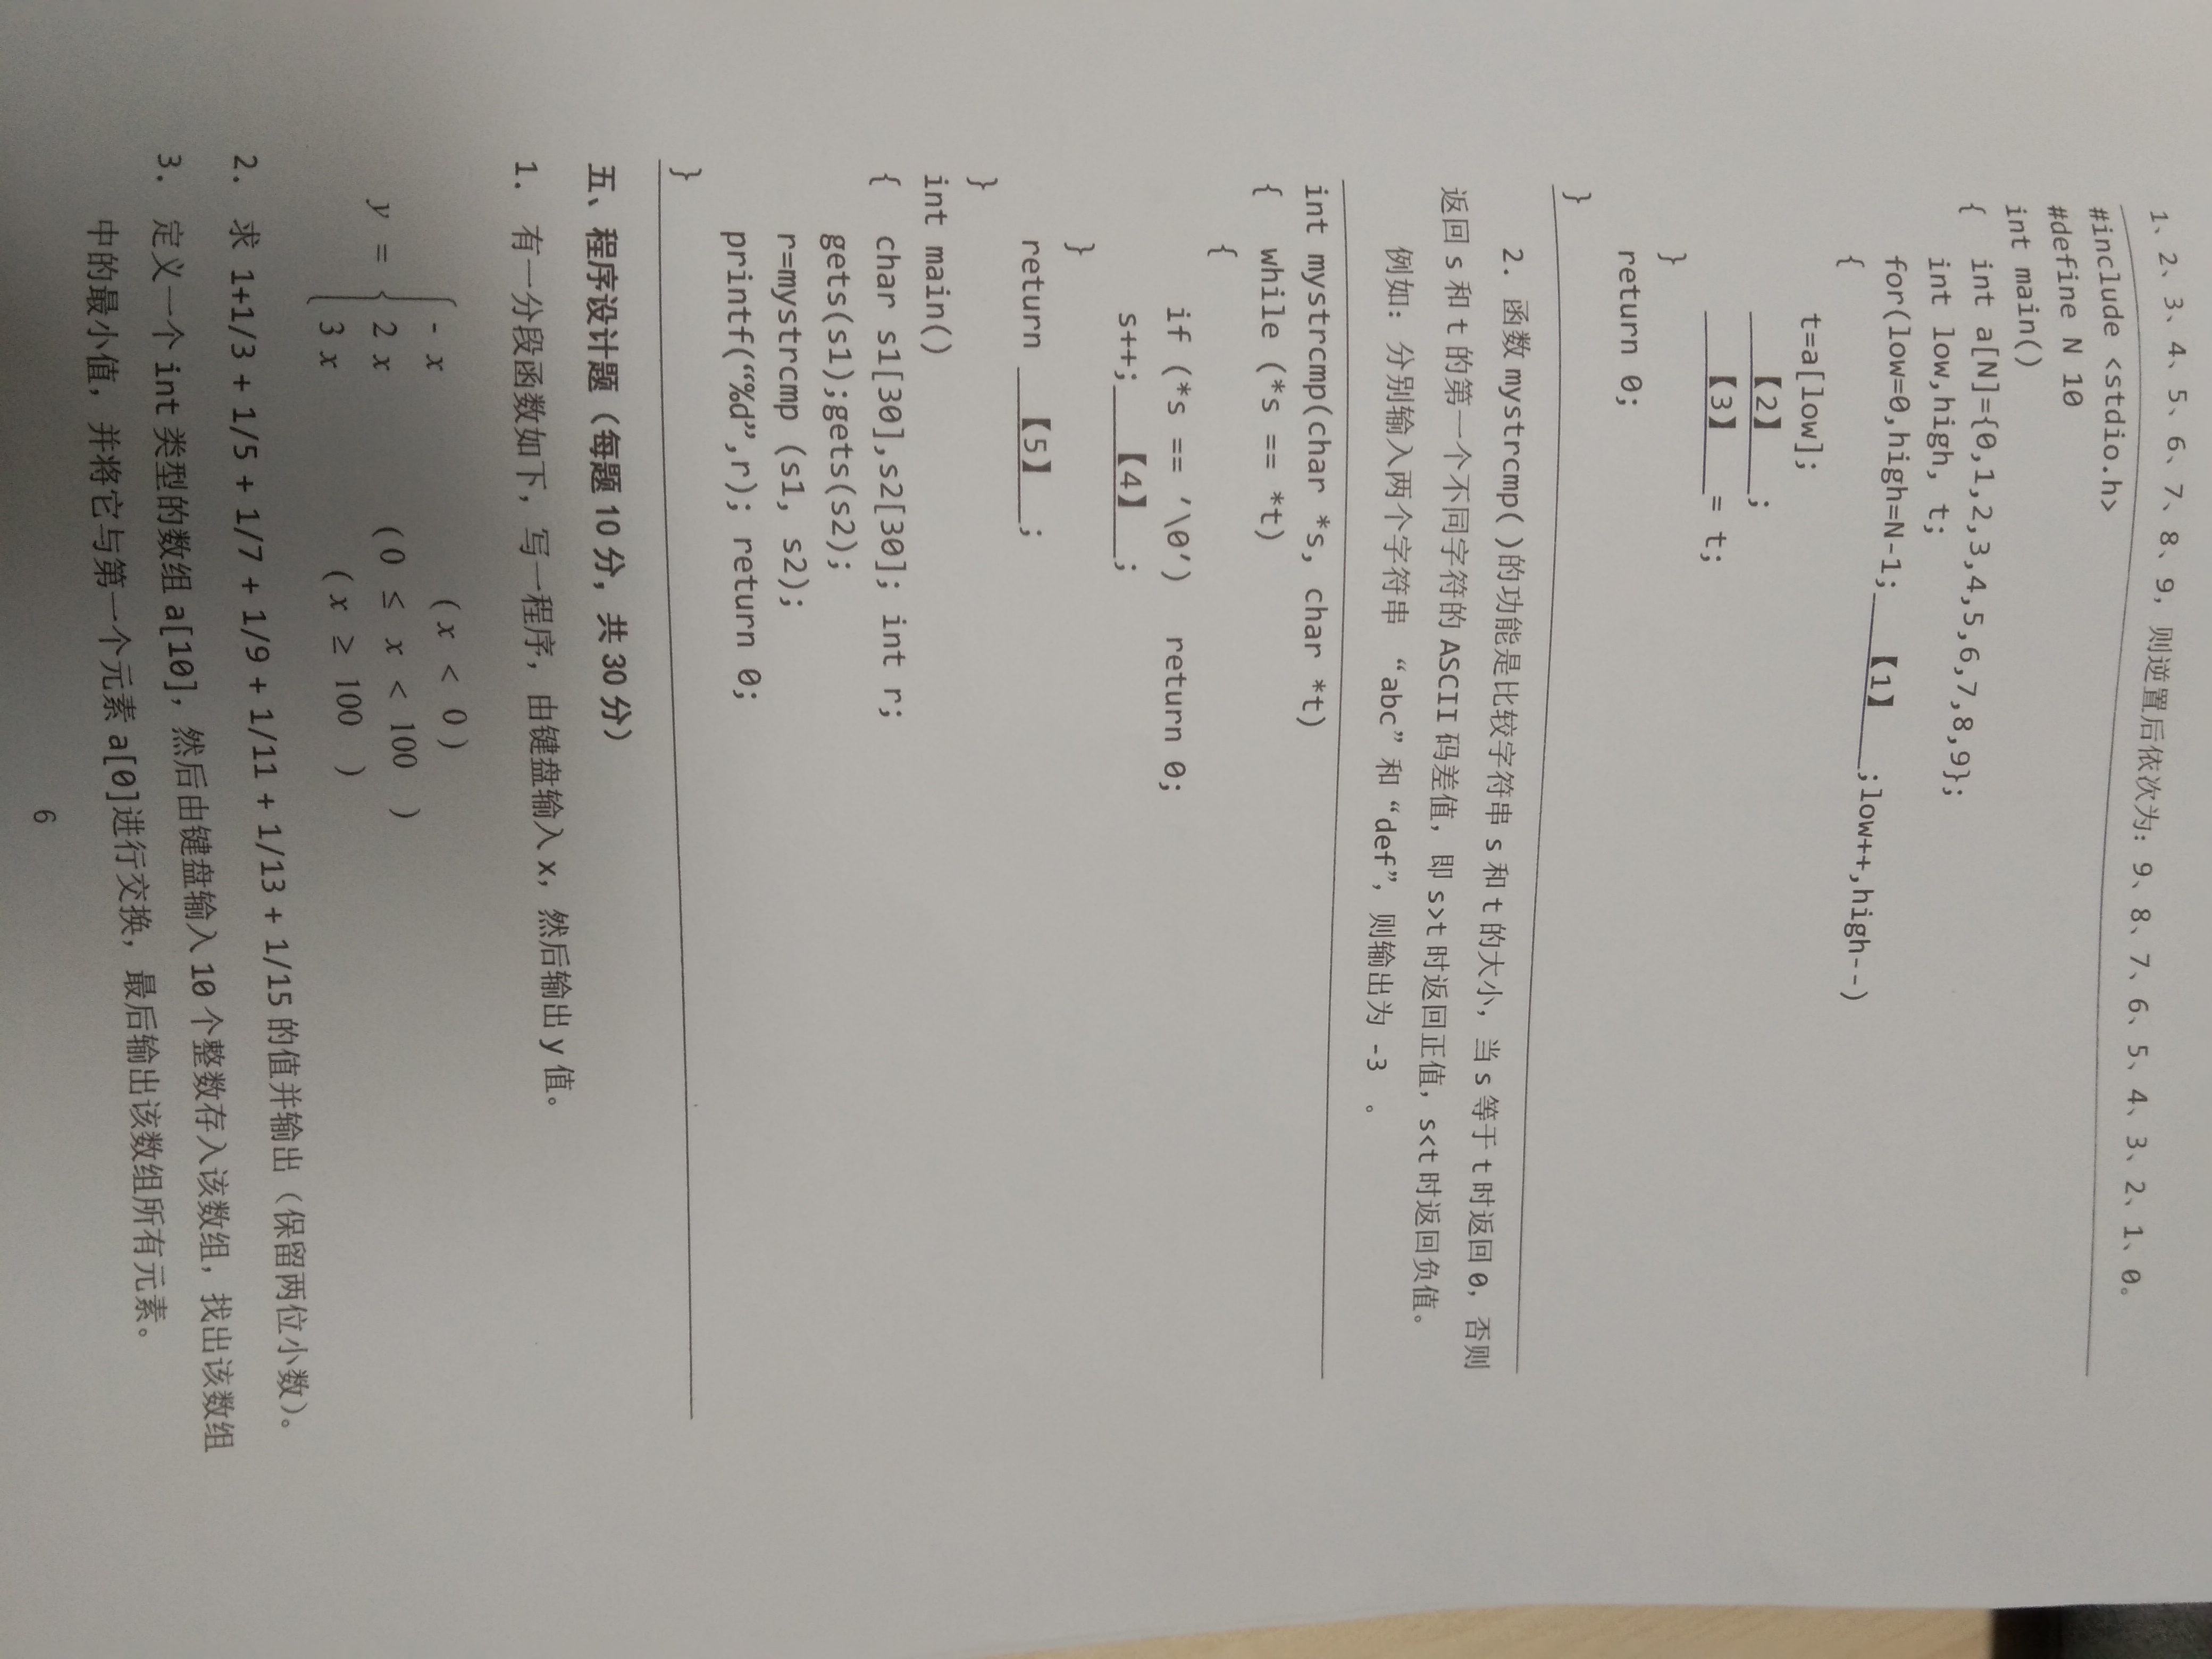 1、2、3、4、5、6、7、8、9，则逆置后依次为：9、8、7、6、5、4、3、2、1、0。
#include <stdio.h>
#define N 10
int main()
{ int a[N]={0,1,2,3,4,5,6,7,8,9};
int low,high, t;
for(low=0,high=N-1;____【1】____;low++,high--)
{
t=a[low];
____【2】____;
____【3】____= t;
}
return 0;
}
2. 函数 mystrcmp()的功能是比较字符串 s 和 t 的大小，当 s 等于 t 时返回 0，否则
返回 s 和 t 的第一个不同字符的 ASCII 码差值，即 s>t 时返回正值，s<t 时返回负值。
例如：分别输入两个字符串 “abc”和“def”，则输出为 -3 。
int mystrcmp(char *s, char *t)
{ while (*s == *t)
{
if (*s == '\0') return 0;
s++;____【4】____;
}
return ____【5】____;
}
int main()
{ char s1[30],s2[30]; int r;
gets(s1);gets(s2);
r=mystrcmp (s1, s2);
printf(“%d”,r); return 0;
}
五、程序设计题（每题 10 分，共 30 分）
1. 有一分段函数如下，写一程序，由键盘输入 x，然后输出 y 值。
- x (x < 0)
y = { 2 x (0 ≤ x < 100 )
3 x (x ≥ 100 )
2. 求 1+1/3 + 1/5 + 1/7 + 1/9 + 1/11 + 1/13 + 1/15 的值并输出（保留两位小数）。
3. 定义一个 int 类型的数组 a[10]，然后由键盘输入 10 个整数存入该数组，找出该数组
中的最小值，并将它与第一个元素 a[0]进行交换，最后输出该数组所有元素。
6